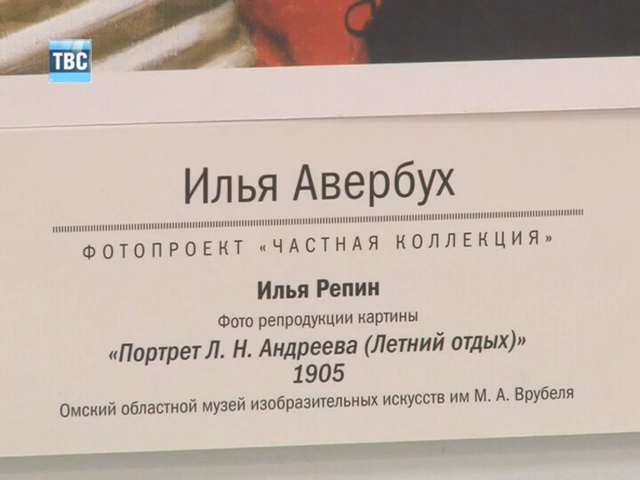 ТВС
Илья Авербух
ФОТОПРОЕКТ «ЧАСТНАЯ КОЛЛЕКЦИЯ»
Илья Репин
Фото репродукции картины
«Портрет Л. Н. Андреева (Летний отдых)»
1905
Омский областной музей изобразительных искусств им М. А. Врубеля